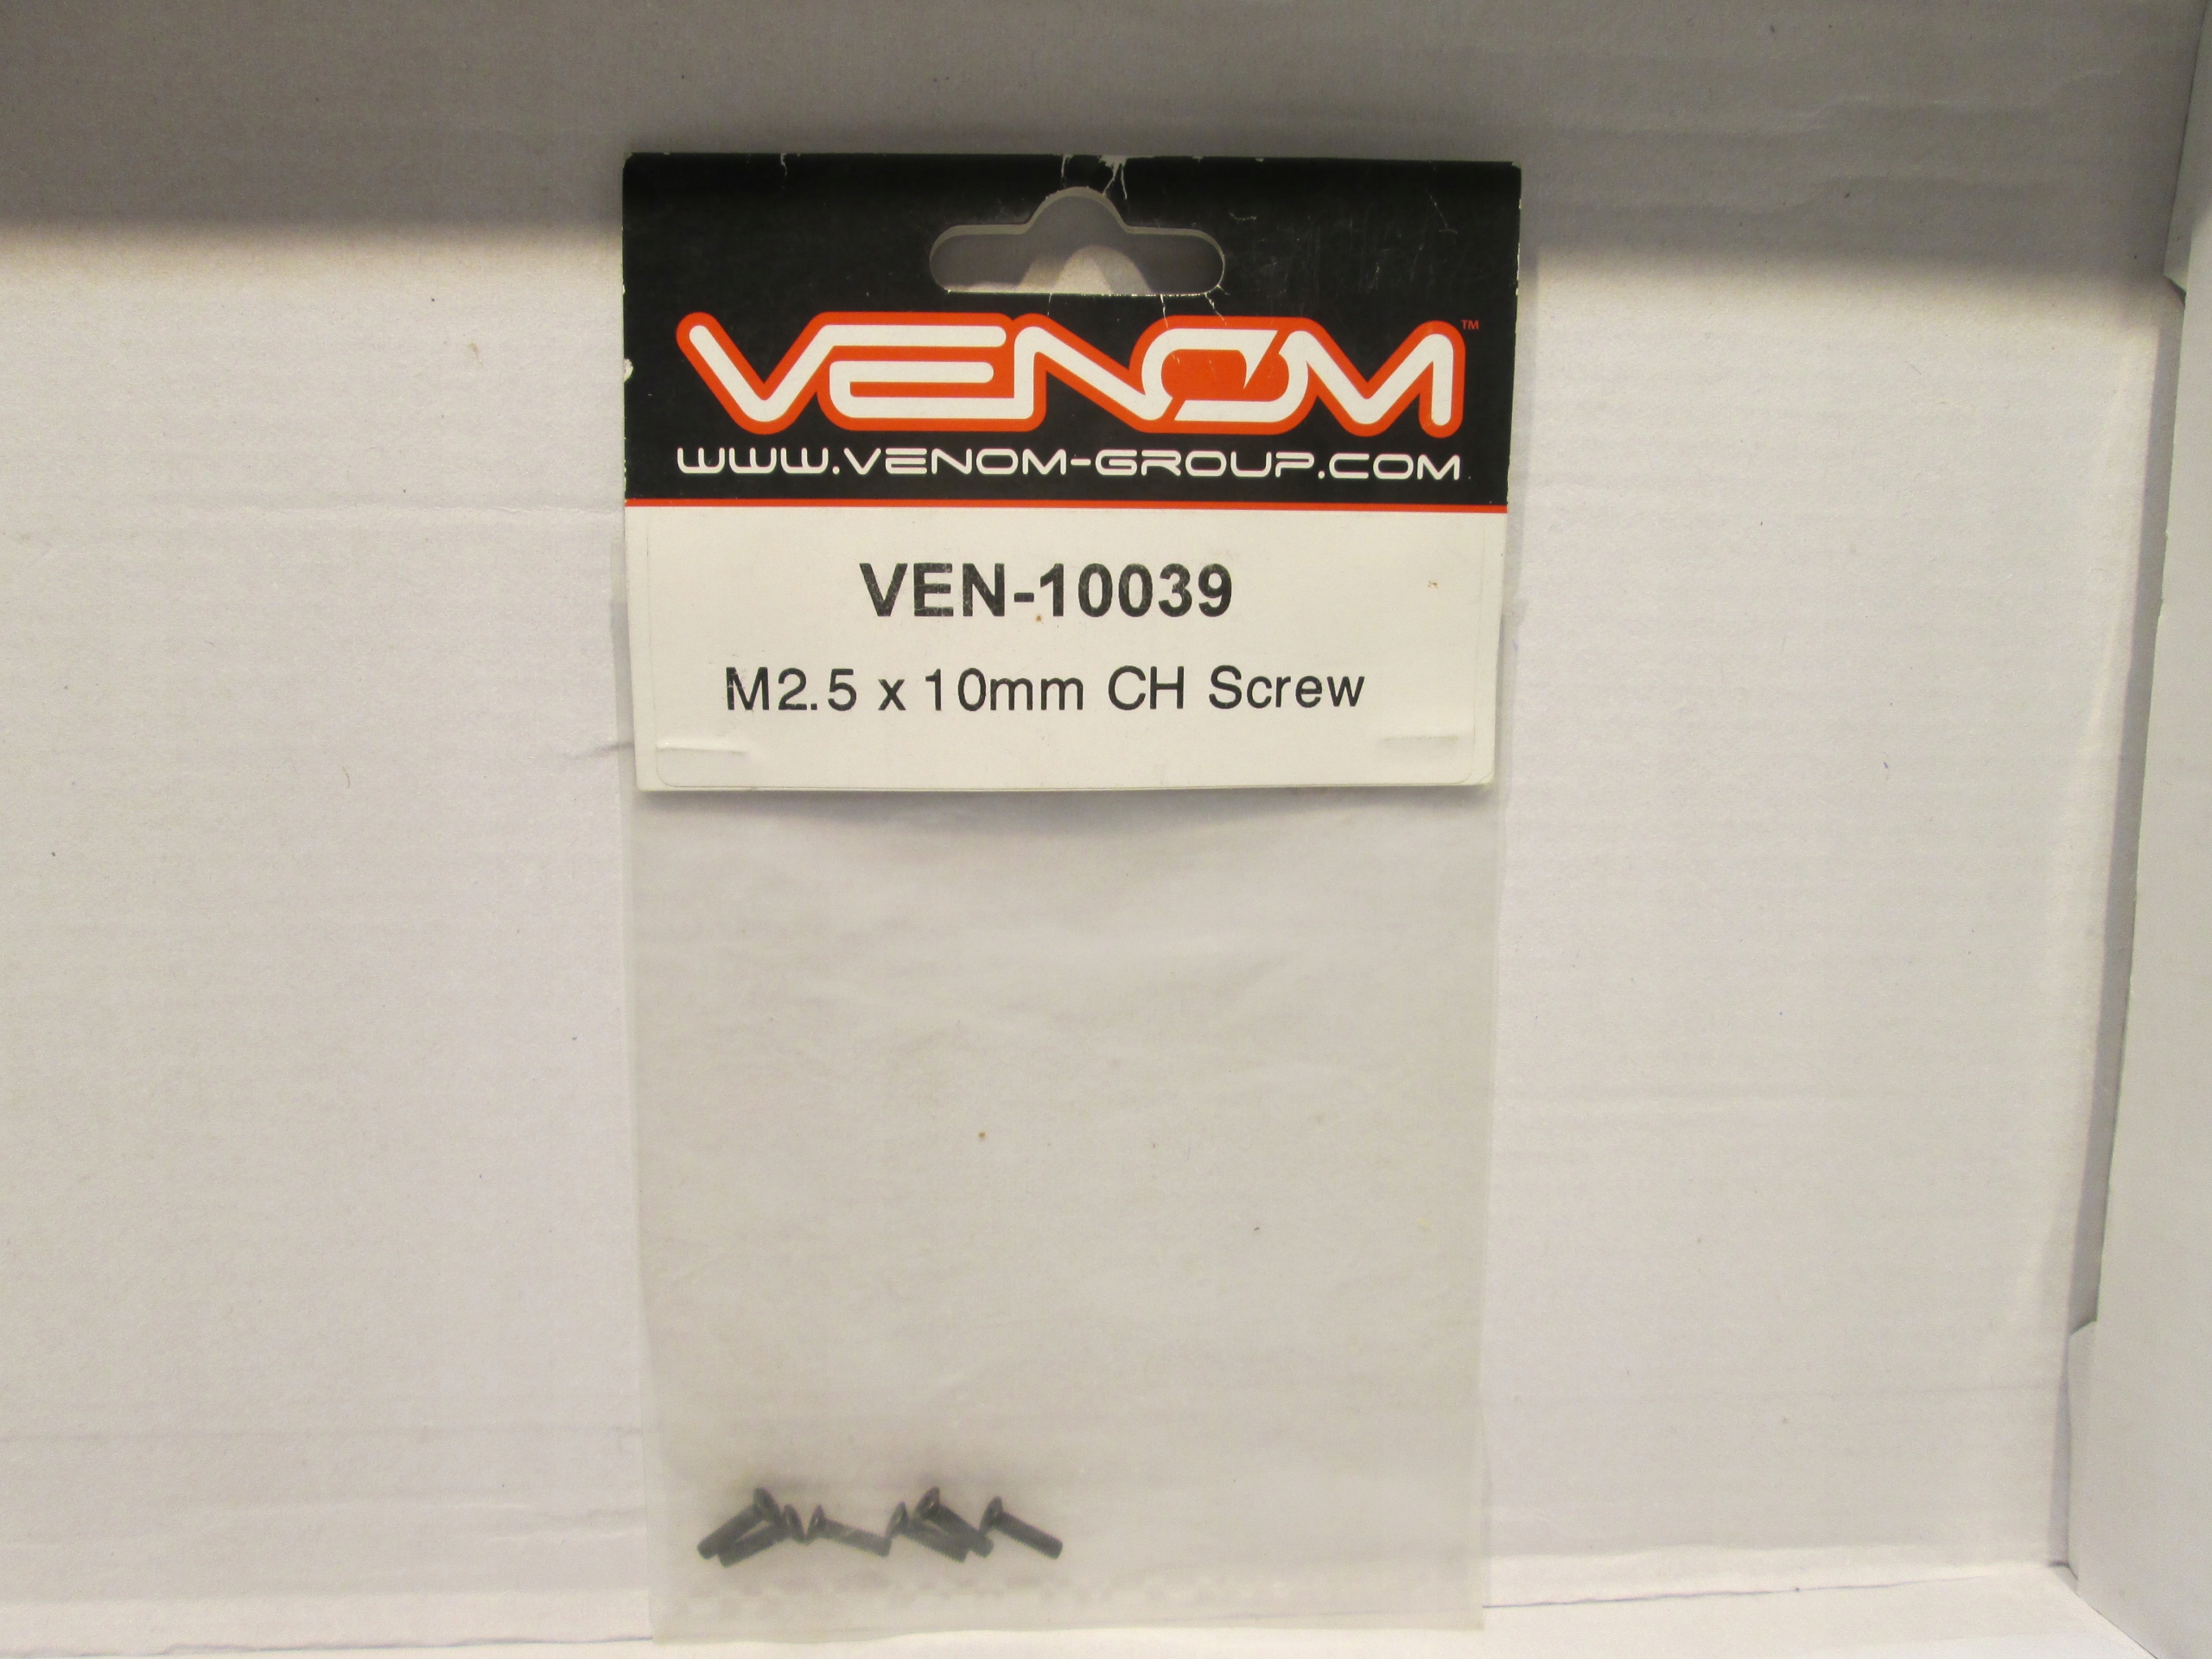 VENOM™
WWW.VENOM-GROUP.COM
VEN-10039
M2.5 x 10mm CH Screw